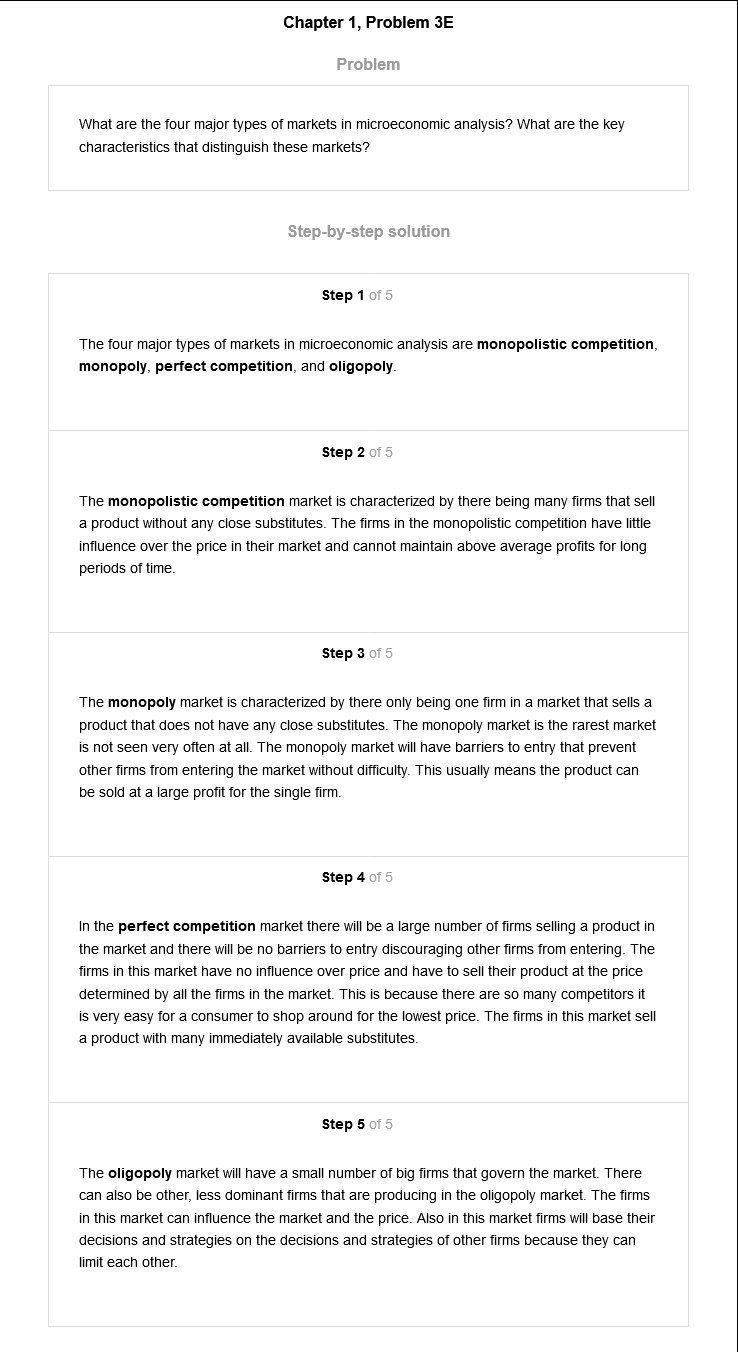 Chapter 1, Problem 3E
Problem
What are the four major types of markets in microeconomic analysis? What are the key
characteristics that distinguish these markets?
Step-by-step solution
Step 1 of 5
The four major types of markets in microeconomic analysis are monopolistic competition,
monopoly, perfect competition, and oligopoly.
Step 2 of 5
The monopolistic competition market is characterized by there being many firms that sell
a product without any close substitutes. The firms in the monopolistic competition have little
influence over the price in their market and cannot maintain above average profits for long
periods of time.
Step 3 of 5
The monopoly market is characterized by there only being one firm in a market that sells a
product that does not have any close substitutes. The monopoly market is the rarest market
is not seen very often at all. The monopoly market will have barriers to entry that prevent
other firms from entering the market without difficulty. This usually means the product can
be sold at a large profit for the single firm.
Step 4 of 5
In the perfect competition market there will be a large number of firms selling a product in
the market and there will be no barriers to entry discouraging other firms from entering. The
firms in this market have no influence over price and have to sell their product at the price
determined by all the firms in the market. This is because there are so many competitors it
is very easy for a consumer to shop around for the lowest price. The firms in this market sell
a product with many immediately available substitutes.
Step 5 of 5
The oligopoly market will have a small number of big firms that govern the market. There
can also be other, less dominant firms that are producing in the oligopoly market. The firms
in this market can influence the market and the price. Also in this market firms will base their
decisions and strategies on the decisions and strategies of other firms because they can
limit each other.